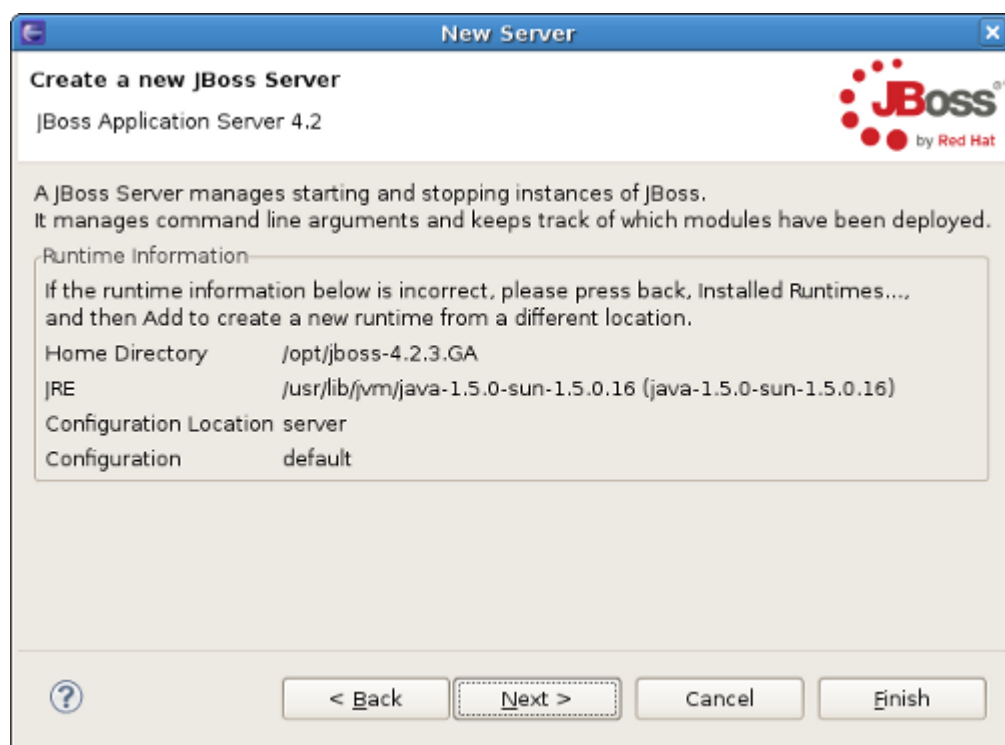 New Server
Create a new JBoss Server
JBoss Application Server 4.2
JBoss
by Red Hat
A JBoss Server manages starting and stopping instances of JBoss.
It manages command line arguments and keeps track of which modules have been deployed.
Runtime Information
If the runtime information below is incorrect, please press back, Installed Runtimes...,
and then Add to create a new runtime from a different location.
Home Directory /opt/jboss-4.2.3.GA
JRE /usr/lib/jvm/java-1.5.0-sun-1.5.0.16 (java-1.5.0-sun-1.5.0.16)
Configuration Location server
Configuration default
? < Back Next > Cancel Finish